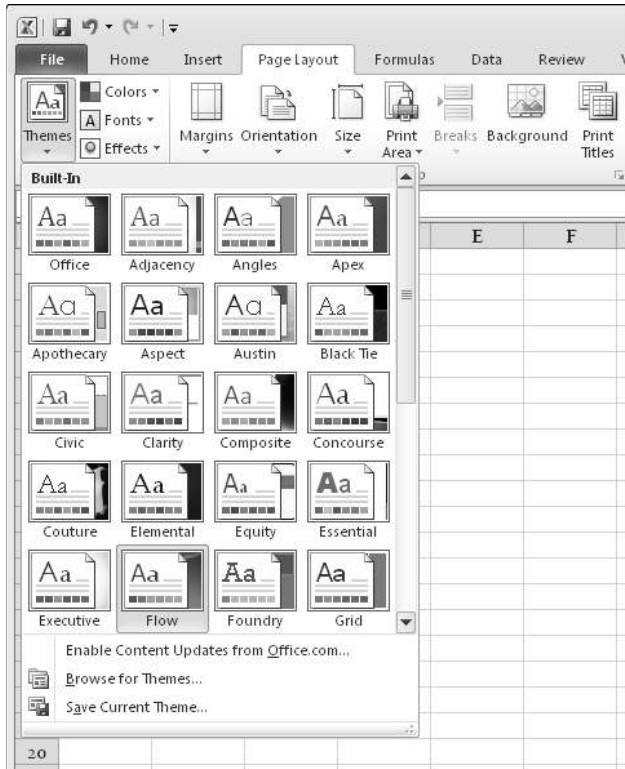 File Home Insert Page Layout Formulas Data Review
Aa
Themes
Colors
A Fonts
Effects
Margins Orientation Size Print Area Breaks Background Print Titles
Built-In
Aa Aa Aa Aa
Office Adjacency Angles Apex
Aa Aa Aa Aa
Apothecary Aspect Austin Black Tie
Aa Aa Aa Aa
Civic Clarity Composite Concourse
Aa Aa Aa Aa
Couture Elemental Equity Essential
Aa Aa Aa Aa
Executive Flow Foundry Grid
Enable Content Updates from Office.com...
Browse for Themes...
Save Current Theme...
E F
20